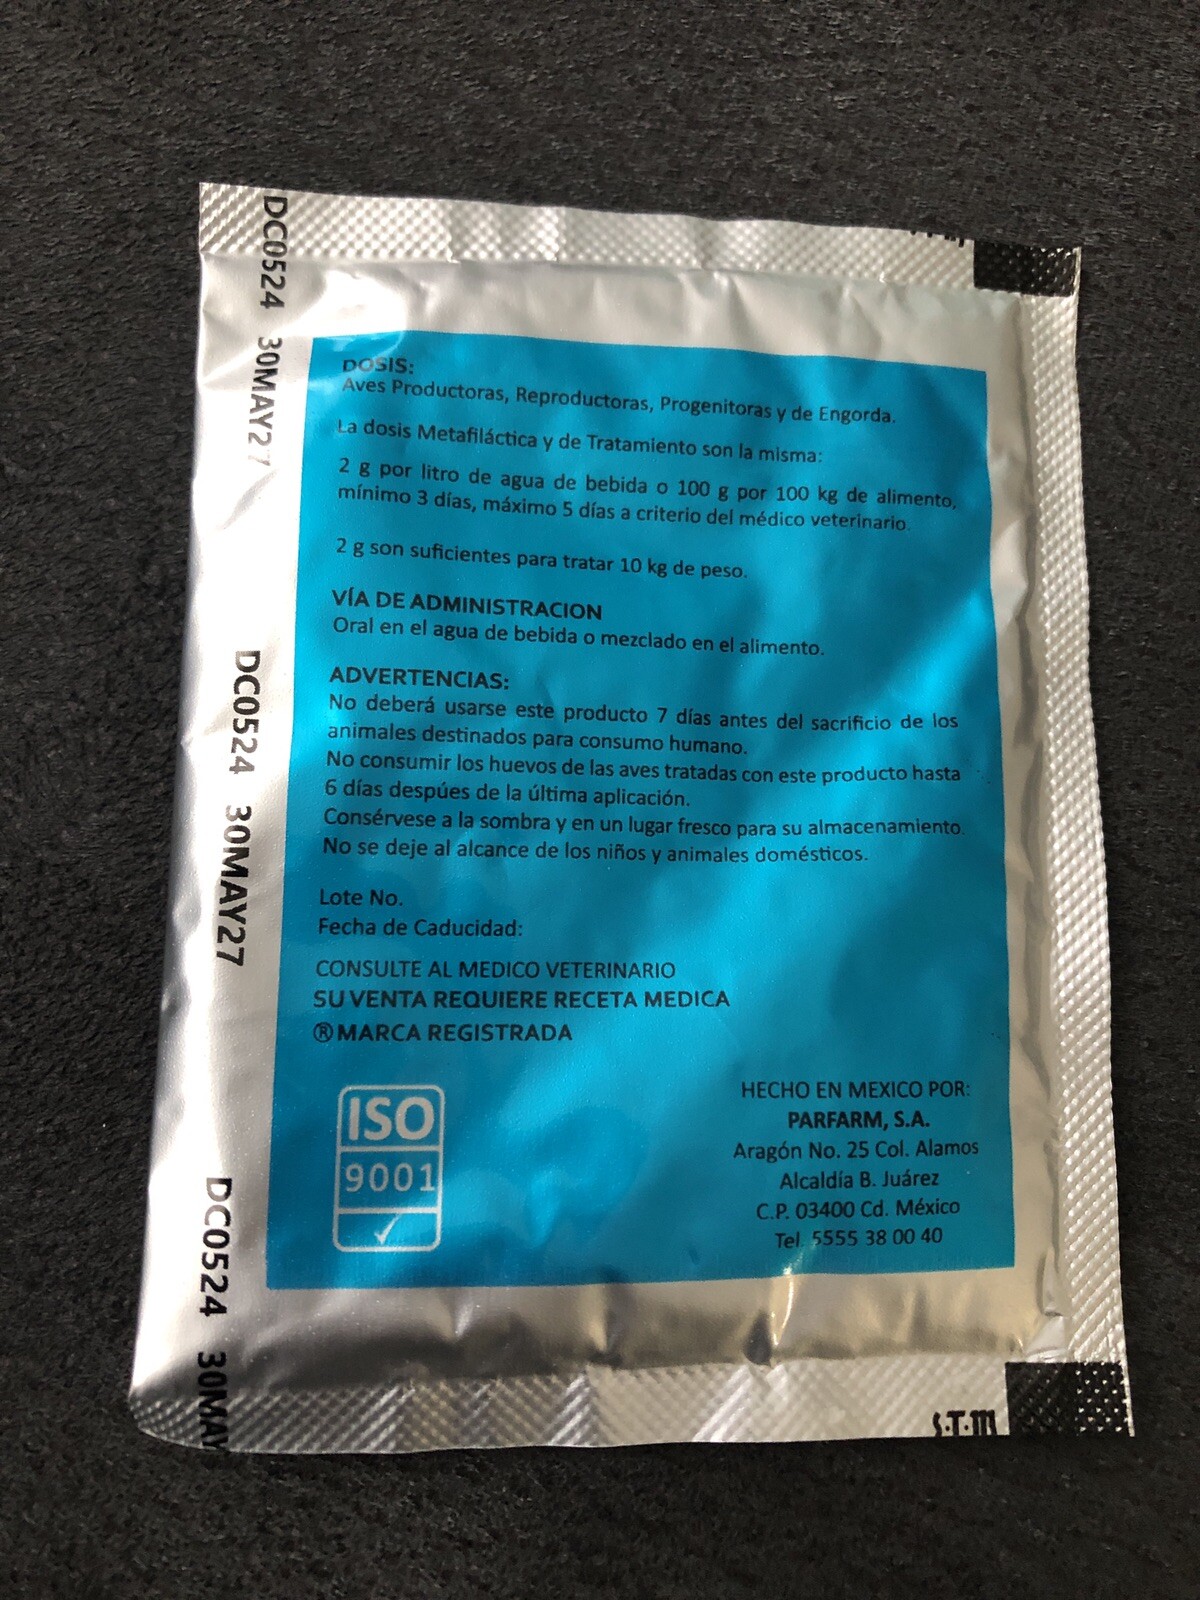 DC0524 30MAY27
DC0524 30MAY27
DC0524 30MAY
DOSIS:
Aves Productoras, Reproductoras, Progenitoras y de Engorda.
La dosis Metafiláctica y de Tratamiento son la misma:
2 g por litro de agua de bebida o 100 g por 100 kg de alimento,
mínimo 3 días, máximo 5 días a criterio del médico veterinario.
2 g son suficientes para tratar 10 kg de peso.
VÍA DE ADMINISTRACION
Oral en el agua de bebida o mezclado en el alimento.
ADVERTENCIAS:
No deberá usarse este producto 7 días antes del sacrificio de los
animales destinados para consumo humano.
No consumir los huevos de las aves tratadas con este producto hasta
6 días despúes de la última aplicación.
Consérvese a la sombra y en un lugar fresco para su almacenamiento.
No se deje al alcance de los niños y animales domésticos.
Lote No.
Fecha de Caducidad:
CONSULTE AL MEDICO VETERINARIO
SU VENTA REQUIERE RECETA MEDICA
® MARCA REGISTRADA
ISO
9001
HECHO EN MEXICO POR:
PARFARM, S.A.
Aragón No. 25 Col. Alamos
Alcaldía B. Juárez
C.P. 03400 Cd. México
Tel. 5555 38 00 40